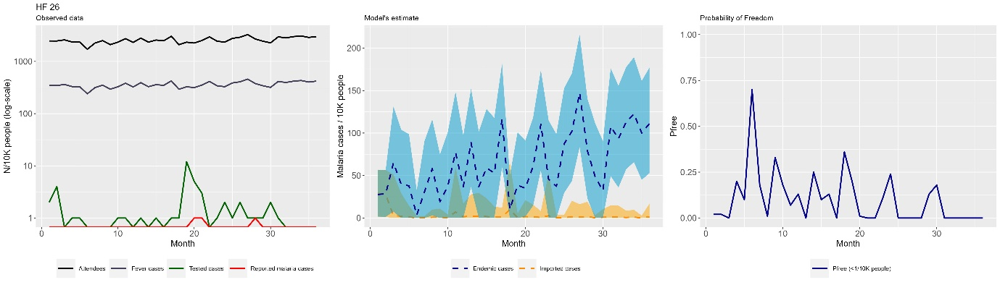 HF 26
Observed data
Model's estimate
Probability of Freedom
N/10K people (log-scale)
1000
100
10
1
0
10
20
30
Month
Malaria cases / 10K people
200
150
100
50
0
0
10
20
30
Month
Pfree
1.00
0.75
0.50
0.25
0.00
0
10
20
30
Month
Attendees
Fever cases
Tested cases
Reported malaria cases
Endemic cases
Imported cases
Pfree (<1/10K people)